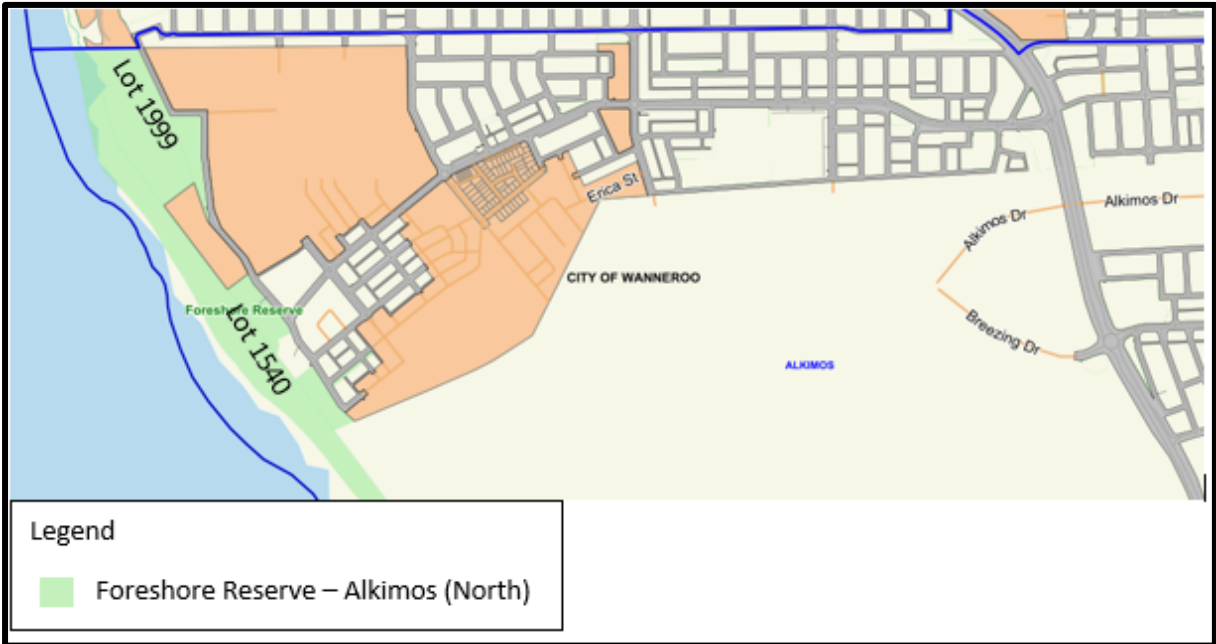 Lot 1999
Erica St
Alkimos Dr
Alkimos Dr
CITY OF WANNEROO
Foreshore Reserve
Lot 1540
Breezing Dr
ALKIMOS
Legend
Foreshore Reserve – Alkimos (North)